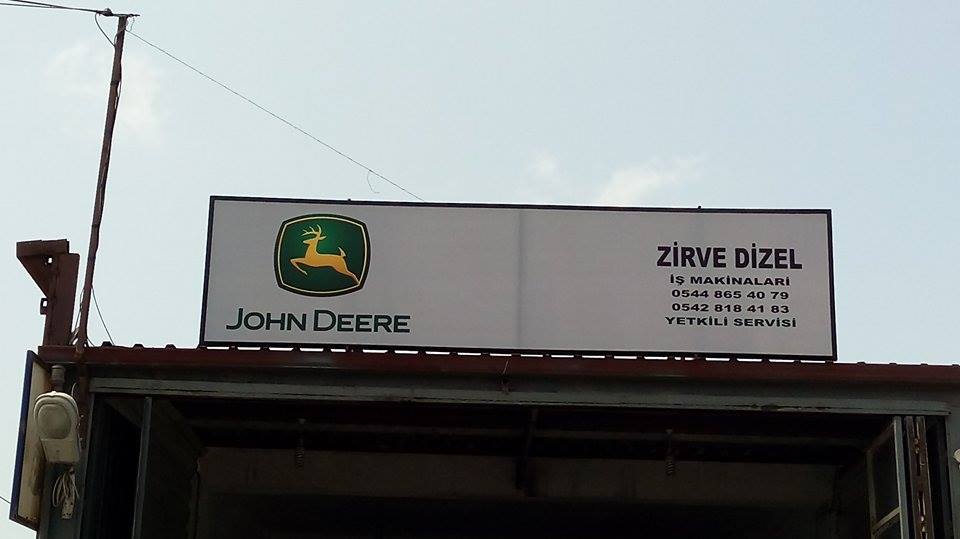 JOHN DEERE
ZİRVE DİZEL
İŞ MAKİNALARİ
0544 865 40 79
0542 818 41 83
YETKİLİ SERVİSİ